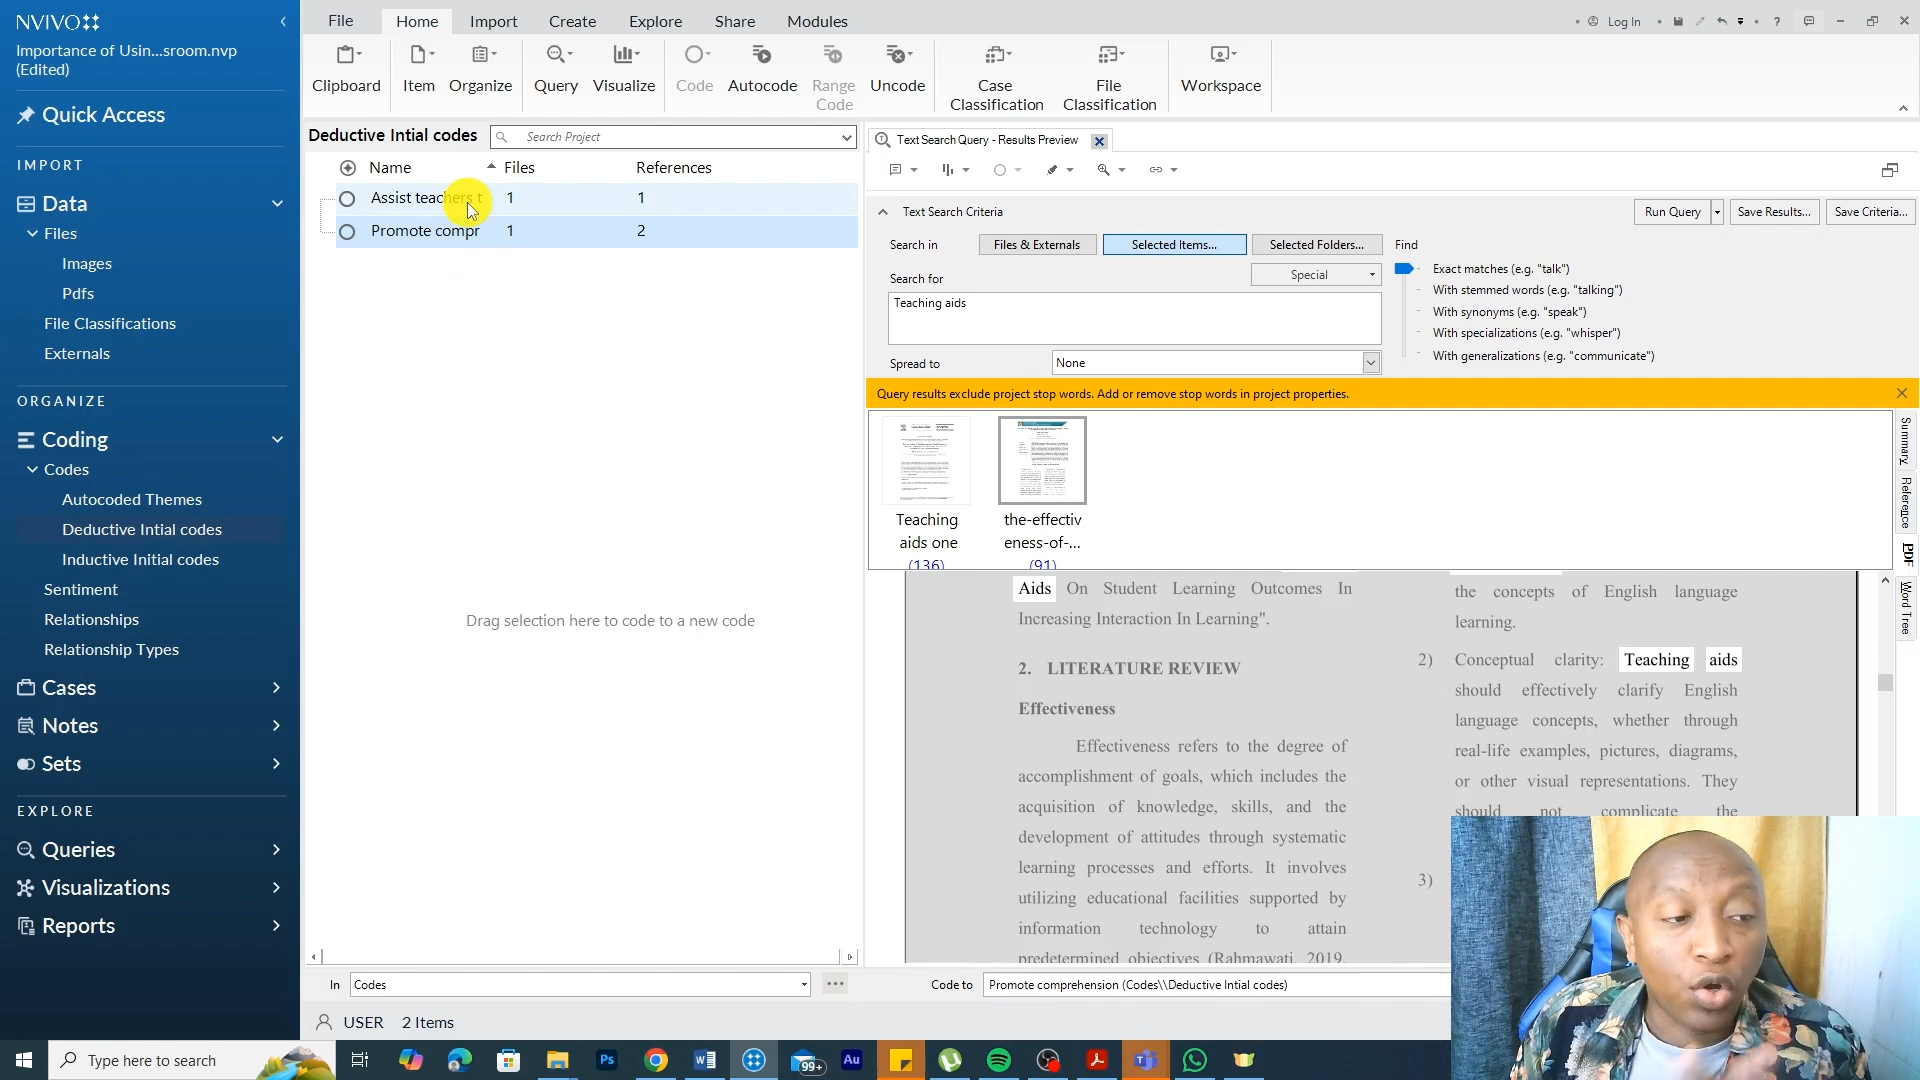 NVIVO
Importance of Usin...sroom.nvp
(Edited)
Quick Access
IMPORT
Data
Files
Images
Pdfs
File Classifications
Externals
ORGANIZE
Coding
Codes
Autocoded Themes
Deductive Intial codes
Inductive Initial codes
Sentiment
Relationships
Relationship Types
Cases
Notes
Sets
EXPLORE
Queries
Visualizations
Reports
File Home Import Create Explore Share Modules
Log In
Clipboard Item Organize Query Visualize Code Autocode Range Code Uncode Case Classification File Classification Workspace
Deductive Intial codes
Search Project
Name Files References
Assist teachers t 1 1
Promote compr 1 2
Drag selection here to code to a new code
In Codes
USER 2 Items
Text Search Query - Results Preview
Text Search Criteria
Run Query Save Results... Save Criteria...
Search in Files & Externals Selected Items... Selected Folders... Find
Search for Special
Teaching aids
Spread to None
Exact matches (e.g. "talk")
With stemmed words (e.g. "talking")
With synonyms (e.g. "speak")
With specializations (e.g. "whisper")
With generalizations (e.g. "communicate")
Query results exclude project stop words. Add or remove stop words in project properties.
Teaching
aids one
(136)
the-effectiv
eness-of-...
(91)
Summary
Reference
PDF
Word Tree
Aids On Student Learning Outcomes In
Increasing Interaction In Learning".
2. LITERATURE REVIEW
Effectiveness
Effectiveness refers to the degree of
accomplishment of goals, which includes the
acquisition of knowledge, skills, and the
development of attitudes through systematic
learning processes and efforts. It involves
utilizing educational facilities supported by
information technology to attain
predetermined objectives (Rahmawati, 2019,
the concepts of English language
learning.
2) Conceptual clarity: Teaching aids
should effectively clarify English
language concepts, whether through
real-life examples, pictures, diagrams,
or other visual representations. They
should not complicate the
3)
Code to Promote comprehension (Codes\\Deductive Intial codes)
Type here to search
Ps
99+
Au